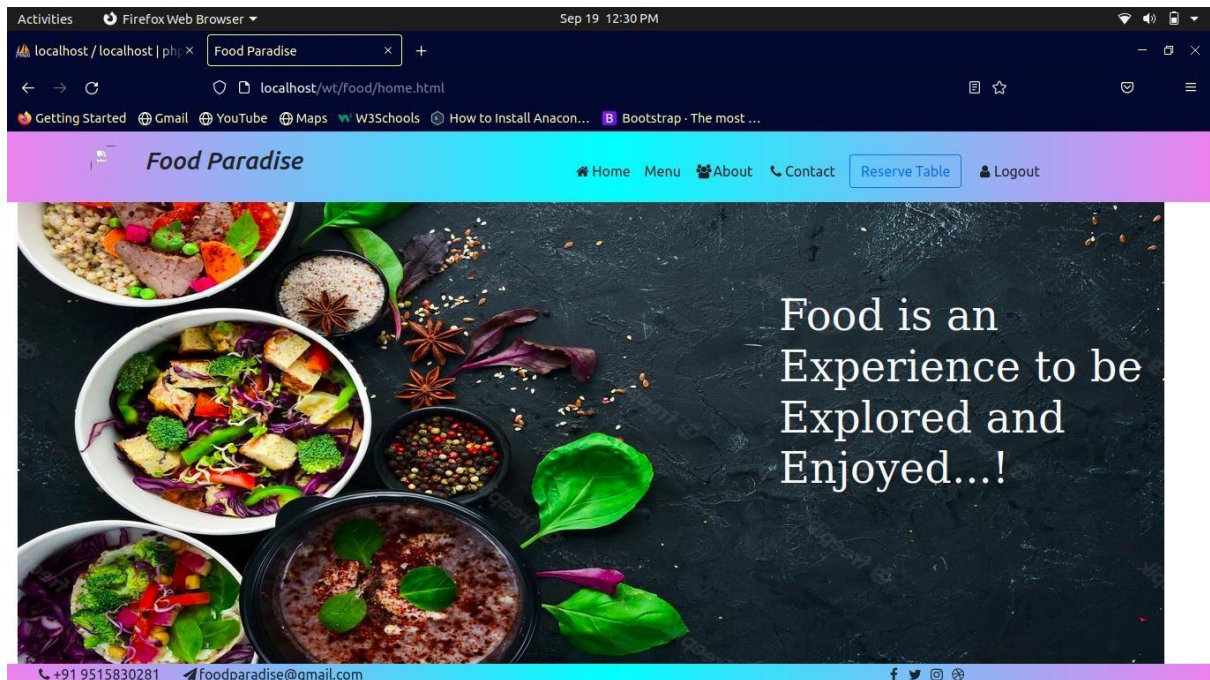 Activities Firefox Web Browser Sep 19 12:30 PM
localhost / localhost | php Food Paradise
localhost/wt/food/home.html
Getting Started Gmail YouTube Maps W3Schools How to Install Anacon... B Bootstrap · The most ...
Food Paradise
Home Menu About Contact Reserve Table Logout
Food is an
Experience to be
Explored and
Enjoyed...!
+91 9515830281 foodparadise@gmail.com